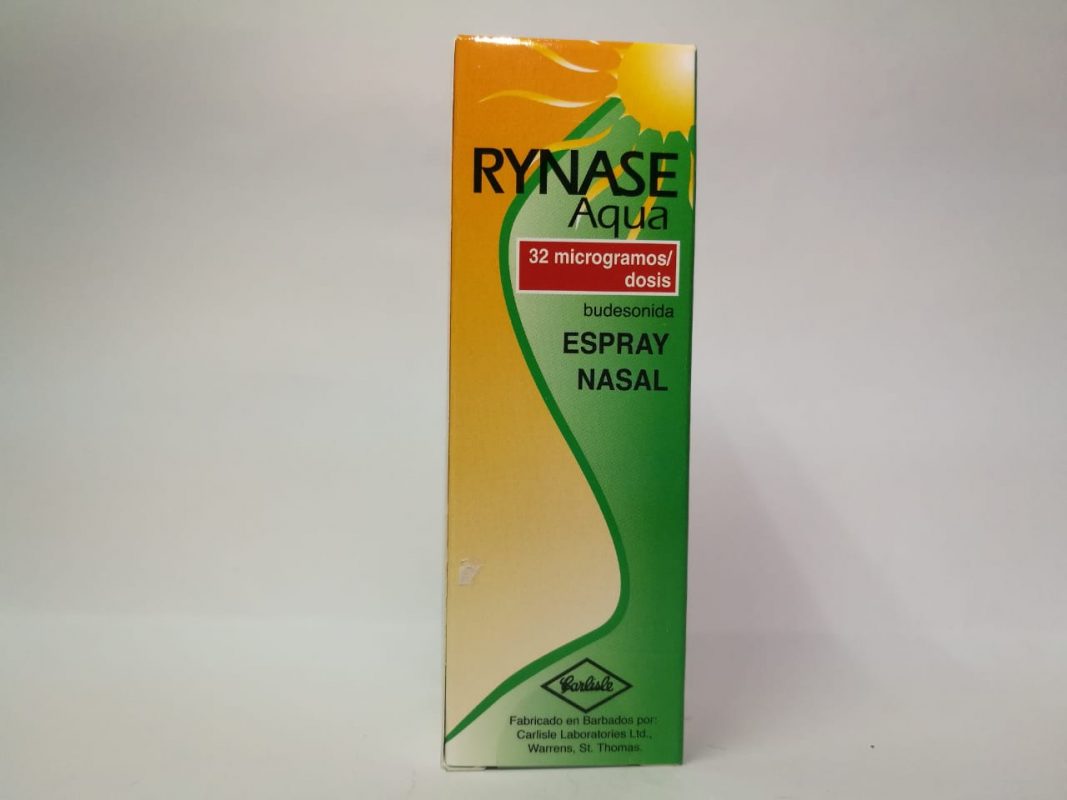 RYNASE
Aqua
32 microgramos/
dosis
budesonida
ESPRAY
NASAL
Carlisle
Fabricado en Barbados por:
Carlisle Laboratories Ltd.,
Warrens, St. Thomas.